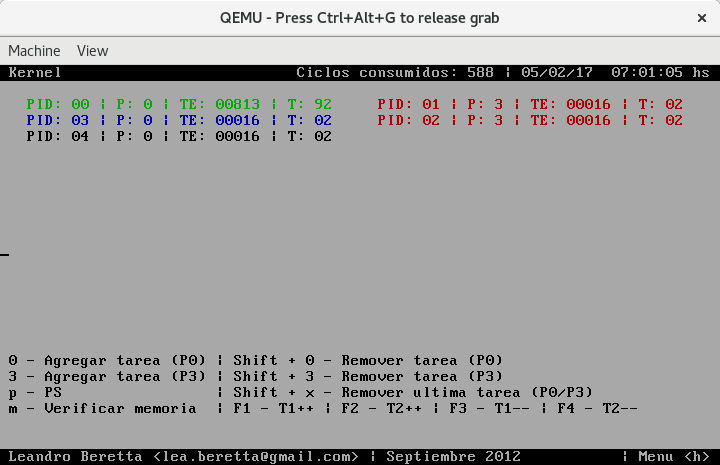 QEMU - Press Ctrl+Alt+G to release grab ×
Machine View
Kernel Ciclos consumidos: 588 ¦ 05/02/17 07:01:05 hs
PID: 00 ¦ P: 0 ¦ TE: 00813 ¦ T: 92 PID: 01 ¦ P: 3 ¦ TE: 00016 ¦ T: 02
PID: 03 ¦ P: 0 ¦ TE: 00016 ¦ T: 02 PID: 02 ¦ P: 3 ¦ TE: 00016 ¦ T: 02
PID: 04 ¦ P: 0 ¦ TE: 00016 ¦ T: 02
0 - Agregar tarea (P0) ¦ Shift + 0 - Remover tarea (P0)
3 - Agregar tarea (P3) ¦ Shift + 3 - Remover tarea (P3)
p - PS ¦ Shift + x - Remover ultima tarea (P0/P3)
m - Verificar memoria ¦ F1 - T1++ ¦ F2 - T2++ ¦ F3 - T1-- ¦ F4 - T2--
Leandro Beretta <lea.beretta@gmail.com> ¦ Septiembre 2012 ¦ Menu <h>